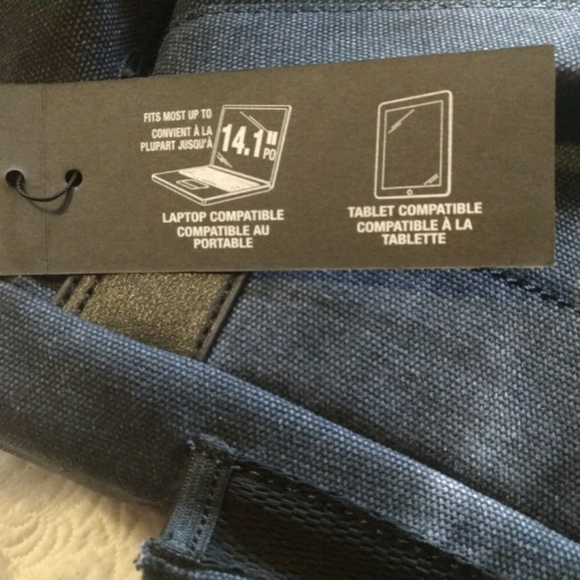 FITS MOST UP TO
CONVIENT À LA
PLUPART JUSQU'À
14.1
PO
LAPTOP COMPATIBLE
COMPATIBLE AU
PORTABLE
TABLET COMPATIBLE
COMPATIBLE À LA
TABLETTE